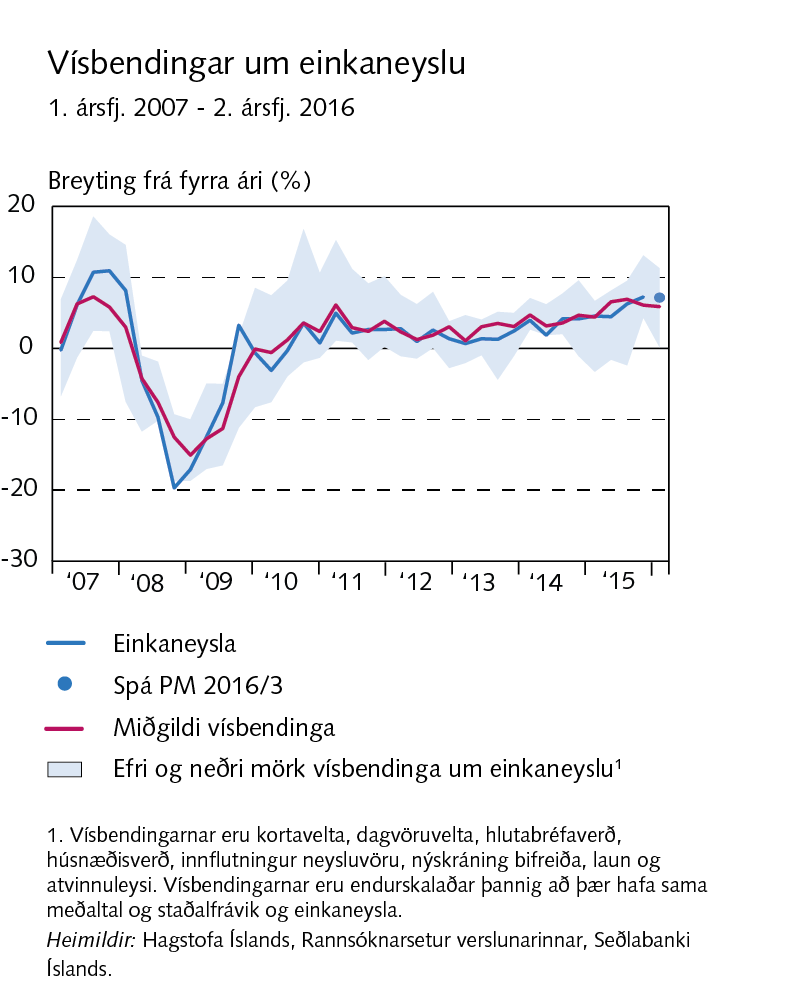 Vísbendingar um einkaneyslu
1. ársfj. 2007 - 2. ársfj. 2016
Breyting frá fyrra ári (%)
20
10
0
-10
-20
-30
‘07 ‘08 ‘09 ‘10 ‘11 ‘12 ‘13 ‘14 ‘15
Einkaneysla
Spá PM 2016/3
Miðgildi vísbendinga
Efri og neðri mörk vísbendinga um einkaneyslu¹
1. Vísbendingarnar eru kortavelta, dagvöruvelta, hlutabréfaverð,
húsnæðisverð, innflutningur neysluvöru, nýskráning bifreiða, laun og
atvinnuleysi. Vísbendingarnar eru endurskalaðar þannig að þær hafa sama
meðaltal og staðalfrávik og einkaneysla.
Heimildir: Hagstofa Íslands, Rannsóknarsetur verslunarinnar, Seðlabanki
Íslands.